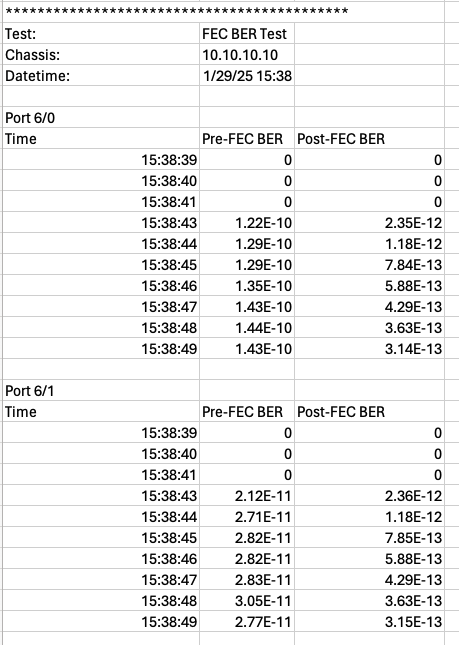 *******************************************
Test: FEC BER Test
Chassis: 10.10.10.10
Datetime: 1/29/25 15:38
Port 6/0
Time Pre-FEC BER Post-FEC BER
15:38:39 0 0
15:38:40 0 0
15:38:41 0 0
15:38:43 1.22E-10 2.35E-12
15:38:44 1.29E-10 1.18E-12
15:38:45 1.29E-10 7.84E-13
15:38:46 1.35E-10 5.88E-13
15:38:47 1.43E-10 4.29E-13
15:38:48 1.44E-10 3.63E-13
15:38:49 1.43E-10 3.14E-13
Port 6/1
Time Pre-FEC BER Post-FEC BER
15:38:39 0 0
15:38:40 0 0
15:38:41 0 0
15:38:43 2.12E-11 2.36E-12
15:38:44 2.71E-11 1.18E-12
15:38:45 2.82E-11 7.85E-13
15:38:46 2.82E-11 5.88E-13
15:38:47 2.83E-11 4.29E-13
15:38:48 3.05E-11 3.63E-13
15:38:49 2.77E-11 3.15E-13